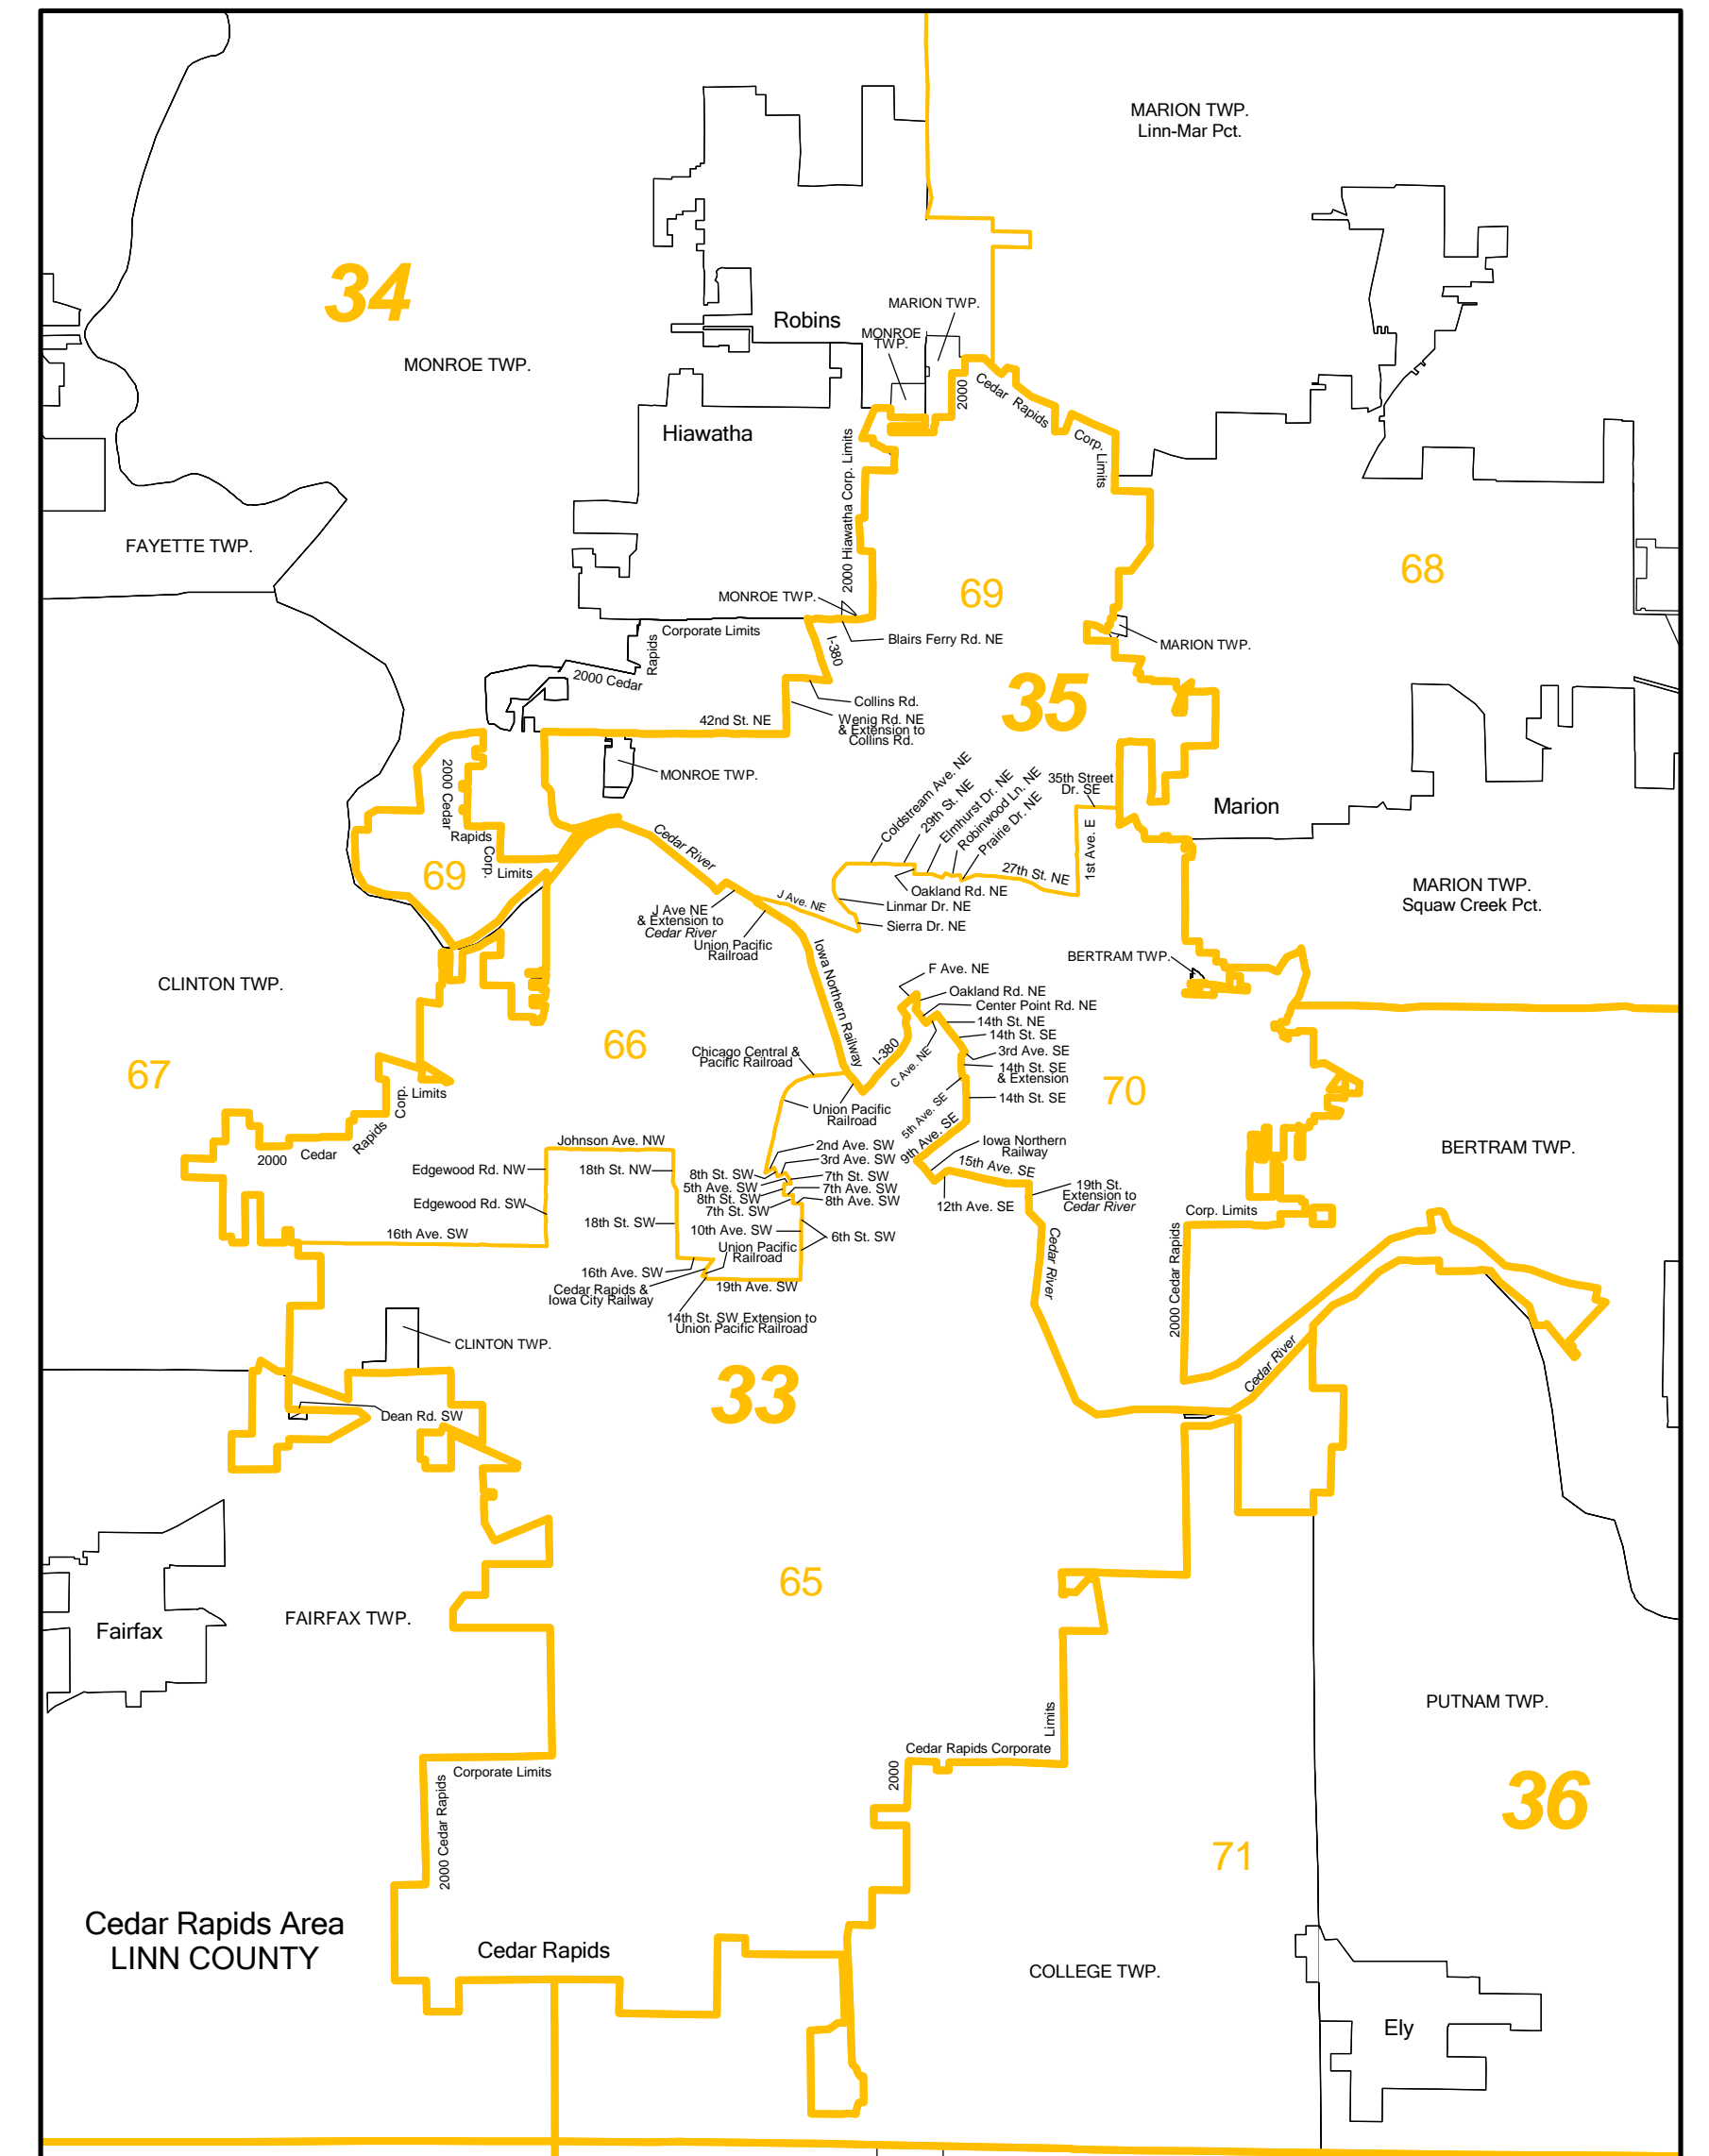 MARION TWP.
Linn-Mar Pct.
34
MONROE TWP.
Robins
MARION TWP.
MONROE
TWP.
2000
Cedar Rapids
Corp.
Limits
Hiawatha
2000 Hiawatha Corp. Limits
FAYETTE TWP.
69
68
MONROE TWP.
Corporate Limits
Rapids
2000 Cedar
I-380
Blairs Ferry Rd. NE
MARION TWP.
35
Collins Rd.
Wenig Rd. NE
& Extension to
Collins Rd.
42nd St. NE
MONROE TWP.
2000 Cedar
Rapids
Corp.
Limits
69
Cedar River
Coldstream Ave. NE
29th St. NE
Elmhurst Dr. NE
Robinwood Ln. NE
Prairie Dr. NE
35th Street
Dr. SE
1st Ave. E
27th St. NE
Marion
Oakland Rd. NE
Linmar Dr. NE
Sierra Dr. NE
J Ave. NE
J Ave NE
& Extension to
Cedar River
Union Pacific
Railroad
MARION TWP.
Squaw Creek Pct.
BERTRAM TWP.
CLINTON TWP.
Iowa Northern Railway
F Ave. NE
Oakland Rd. NE
Center Point Rd. NE
14th St. NE
14th St. SE
3rd Ave. SE
14th St. SE
& Extension
14th St. SE
I-380
C Ave. NE
5th Ave. SE
9th Ave. SE
66
67
70
Chicago Central &
Pacific Railroad
Union Pacific
Railroad
Corp.
Limits
Rapids
Cedar
2000
Johnson Ave. NW
Edgewood Rd. NW
18th St. NW
Edgewood Rd. SW
18th St. SW
16th Ave. SW
2nd Ave. SW
3rd Ave. SW
8th St. SW
7th St. SW
5th Ave. SW
7th Ave. SW
8th St. SW
8th Ave. SW
7th St. SW
10th Ave. SW
6th St. SW
Union Pacific
Railroad
16th Ave. SW
Cedar Rapids &
Iowa City Railway
19th Ave. SW
14th St. SW Extension to
Union Pacific Railroad
Iowa Northern
Railway
15th Ave. SE
12th Ave. SE
19th St.
Extension to
Cedar River
Cedar River
BERTRAM TWP.
Corp. Limits
2000 Cedar Rapids
Cedar River
CLINTON TWP.
Dean Rd. SW
33
65
Fairfax
FAIRFAX TWP.
PUTNAM TWP.
Limits
Cedar Rapids Corporate
2000
Corporate Limits
2000 Cedar Rapids
36
71
Cedar Rapids Area
LINN COUNTY
Cedar Rapids
COLLEGE TWP.
Ely